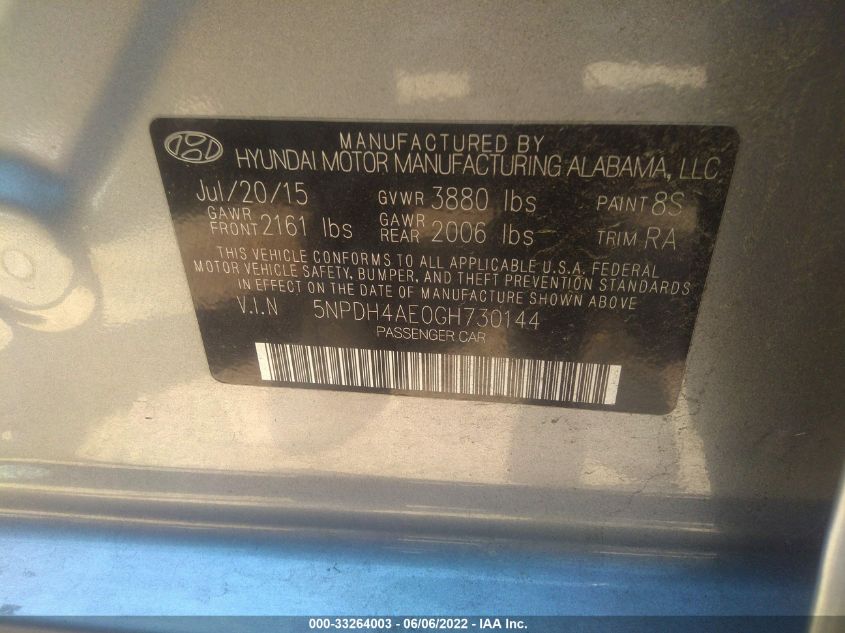 MANUFACTURED BY
HYUNDAI MOTOR MANUFACTURING ALABAMA, LLC
Jul/20/15 GVWR 3880 lbs PAINT 8S
GAWR FRONT 2161 lbs GAWR REAR 2006 lbs TRIM RA
THIS VEHICLE CONFORMS TO ALL APPLICABLE U.S.A. FEDERAL
MOTOR VEHICLE SAFETY, BUMPER, AND THEFT PREVENTION STANDARDS
IN EFFECT ON THE DATE OF MANUFACTURE SHOWN ABOVE.
V.I.N 5NPDH4AE0GH730144
PASSENGER CAR
000-33264003 - 06/06/2022 - IAA Inc.